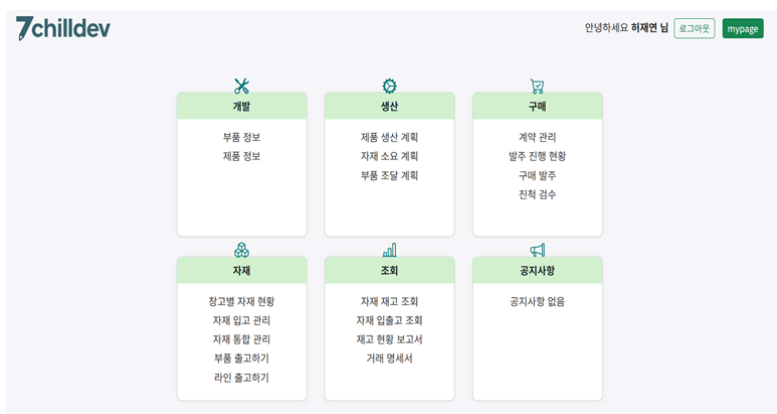 7chilldev
안녕하세요 허재연 님 로그아웃 mypage
개발
부품 정보
제품 정보
생산
제품 생산 계획
자재 소요 계획
부품 조달 계획
구매
계약 관리
발주 진행 현황
구매 발주
진척 검수
자재
창고별 자재 현황
자재 입고 관리
자재 통합 관리
부품 출고하기
라인 출고하기
조회
자재 재고 조회
자재 입출고 조회
재고 현황 보고서
거래 명세서
공지사항
공지사항 없음